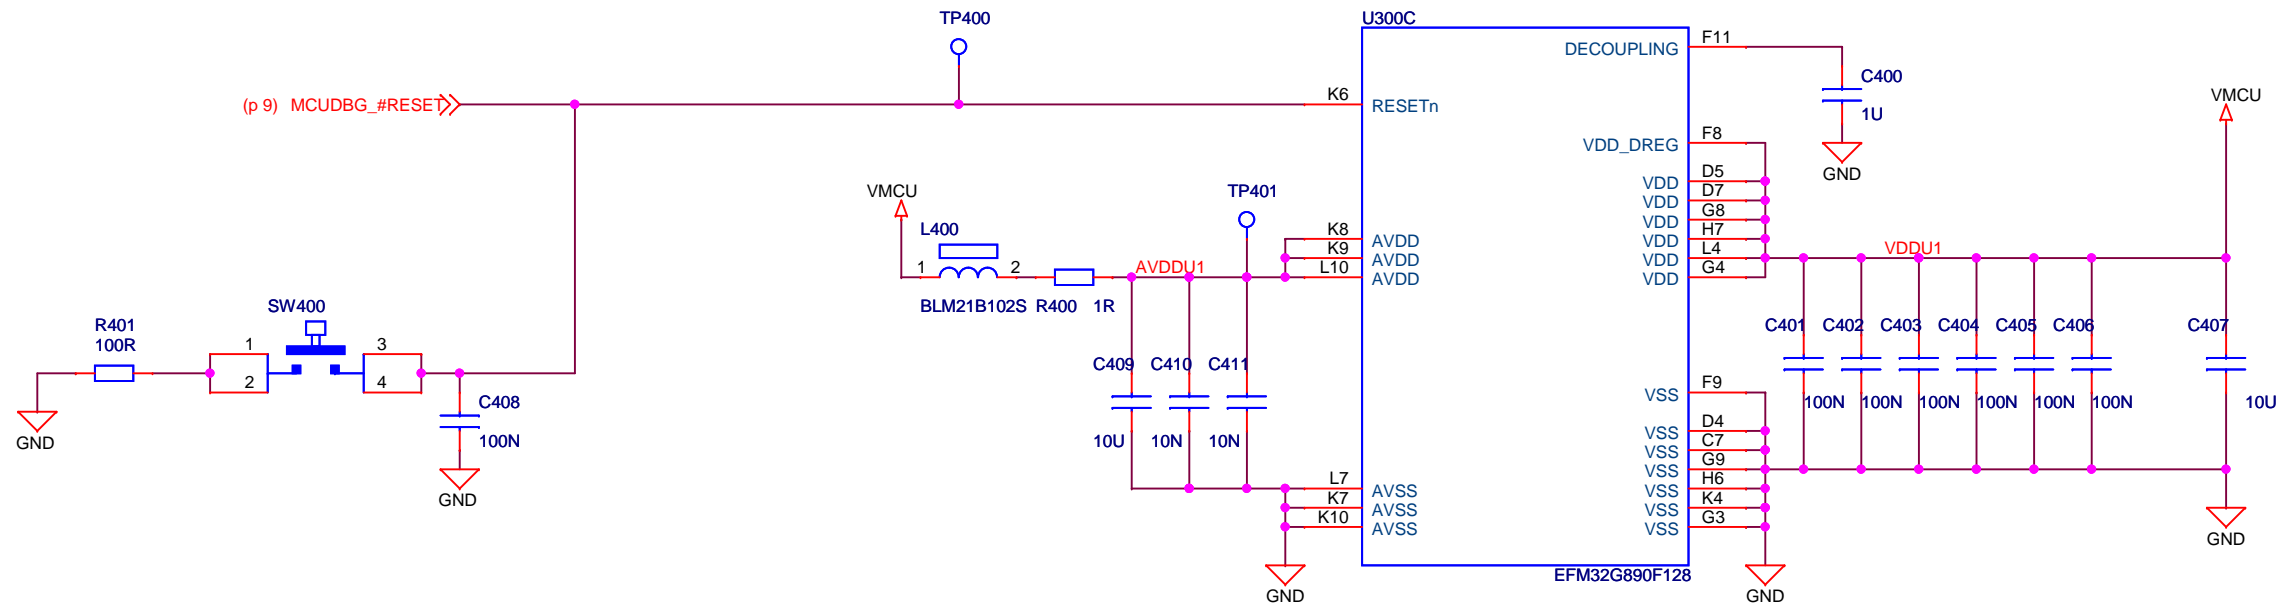 TP400
U300C
F11
DECOUPLING
C400
1U
GND
VMCU
(p 9) MCUDBG_#RESET
K6
RESETn
F8
VDD_DREG
D5
VDD
D7
VDD
G8
VDD
H7
VDD
L4
VDD
G4
VDD
VDDU1
VMCU
TP401
L400
1
2
BLM21B102S
R400
1R
AVDDU1
K8
AVDD
K9
AVDD
L10
AVDD
SW400
R401
100R
1
2
3
4
GND
C408
100N
GND
C409
C410
C411
10U
10N
10N
C401
C402
C403
C404
C405
C406
C407
100N
100N
100N
100N
100N
100N
10U
F9
VSS
D4
VSS
C7
VSS
G9
VSS
H6
VSS
K4
VSS
G3
VSS
L7
AVSS
K7
AVSS
K10
AVSS
GND
EFM32G890F128
GND
GND